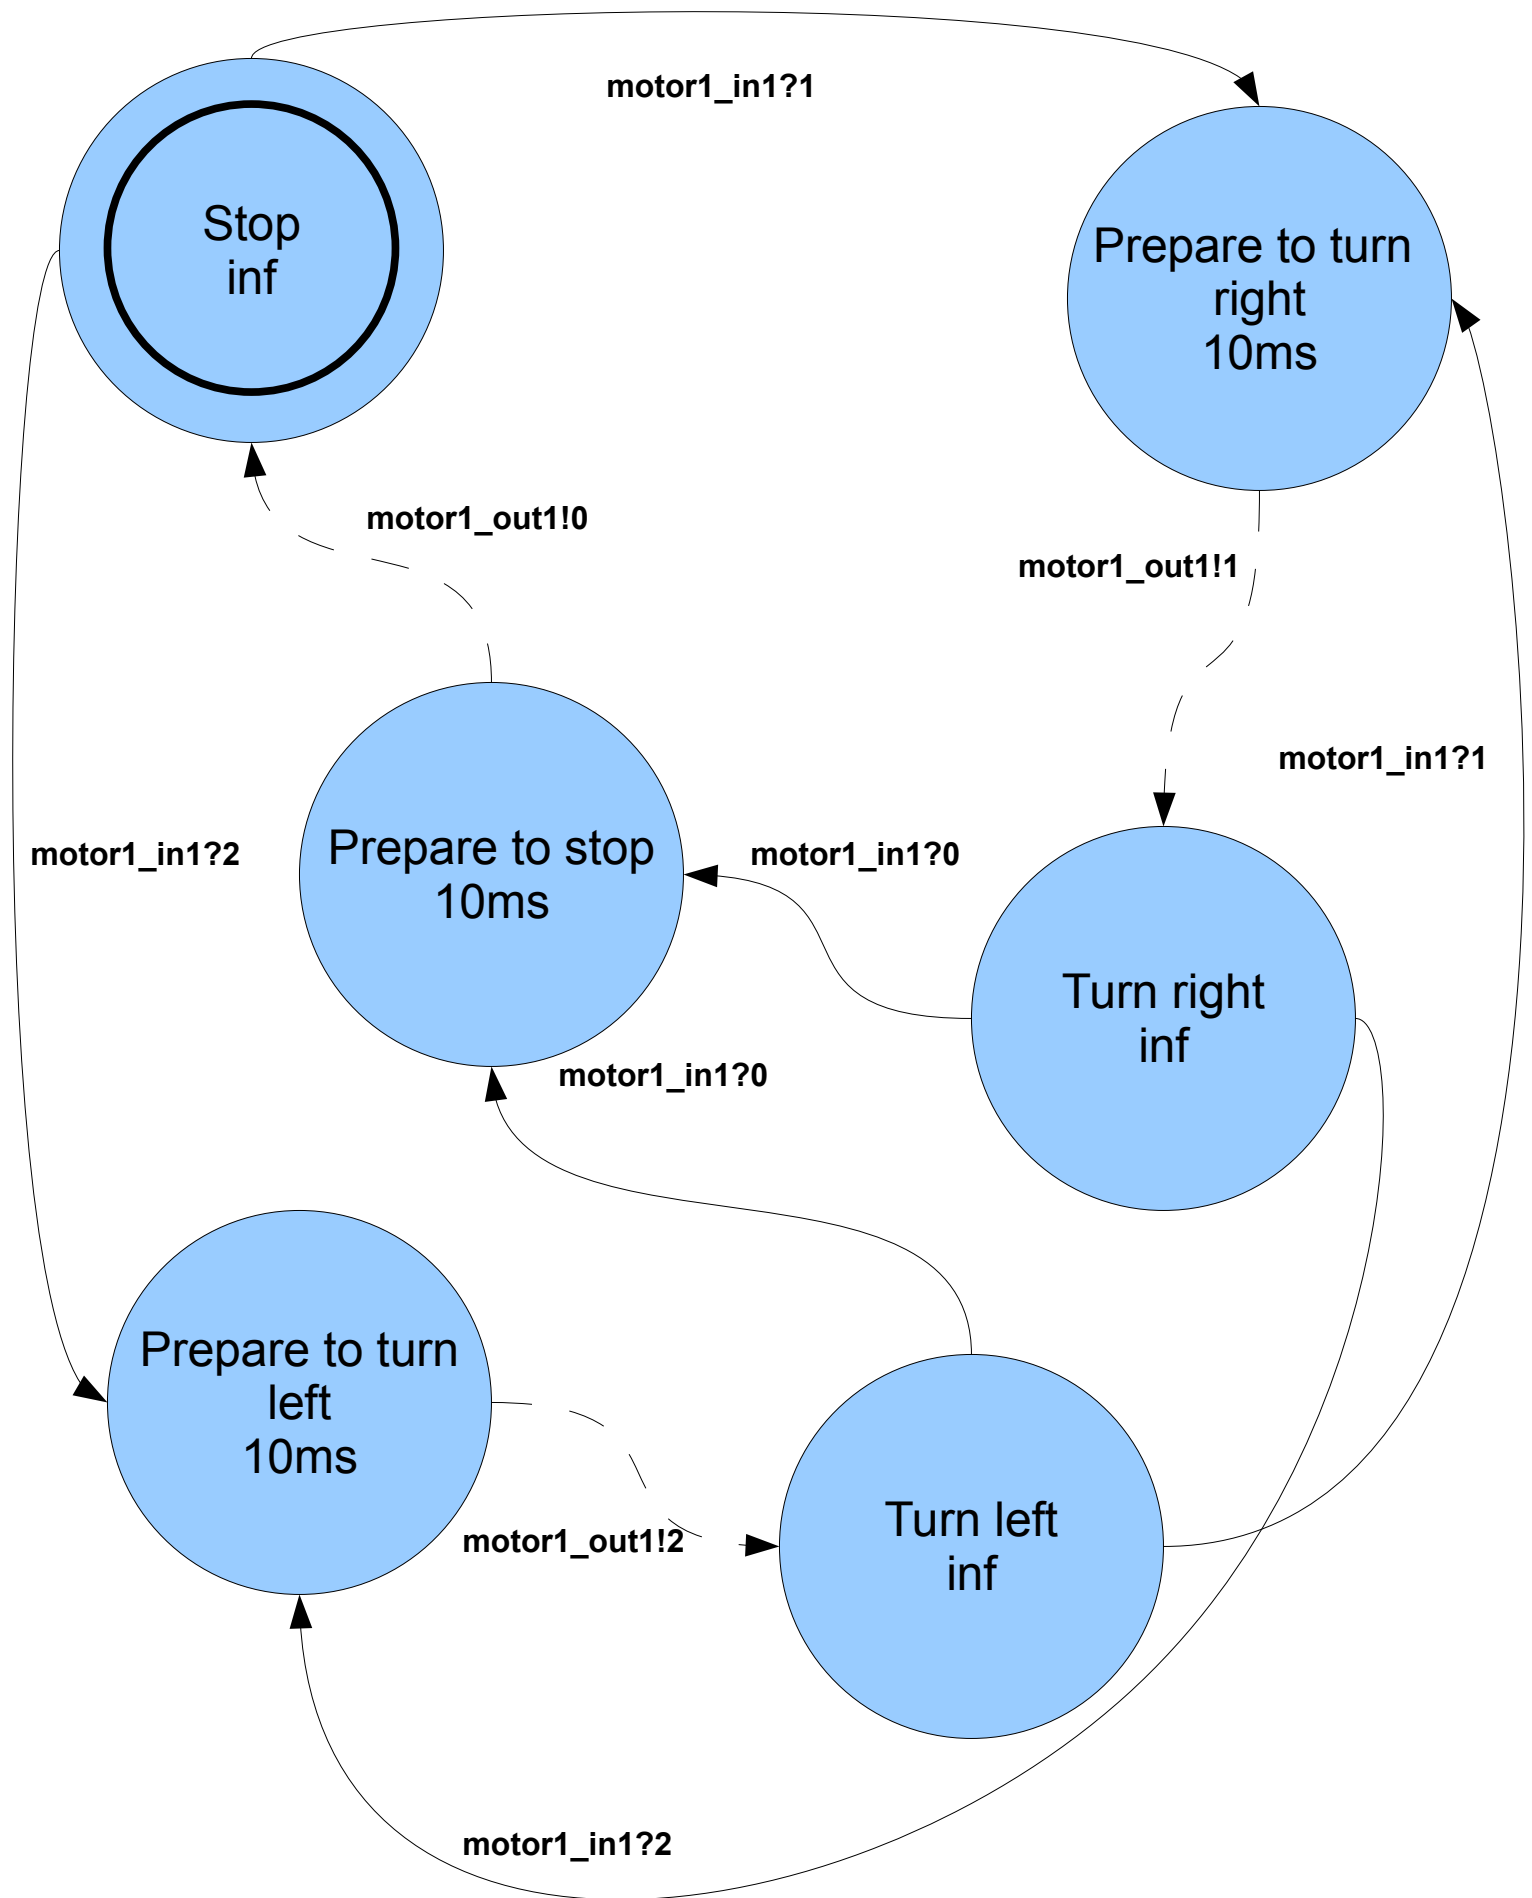 motor1_in1?1
Stop
inf
Prepare to turn
right
10ms
motor1_out1!0
motor1_out1!1
motor1_in1?1
motor1_in1?2
Prepare to stop
10ms
motor1_in1?0
Turn right
inf
motor1_in1?0
Prepare to turn
left
10ms
motor1_out1!2
Turn left
inf
motor1_in1?2